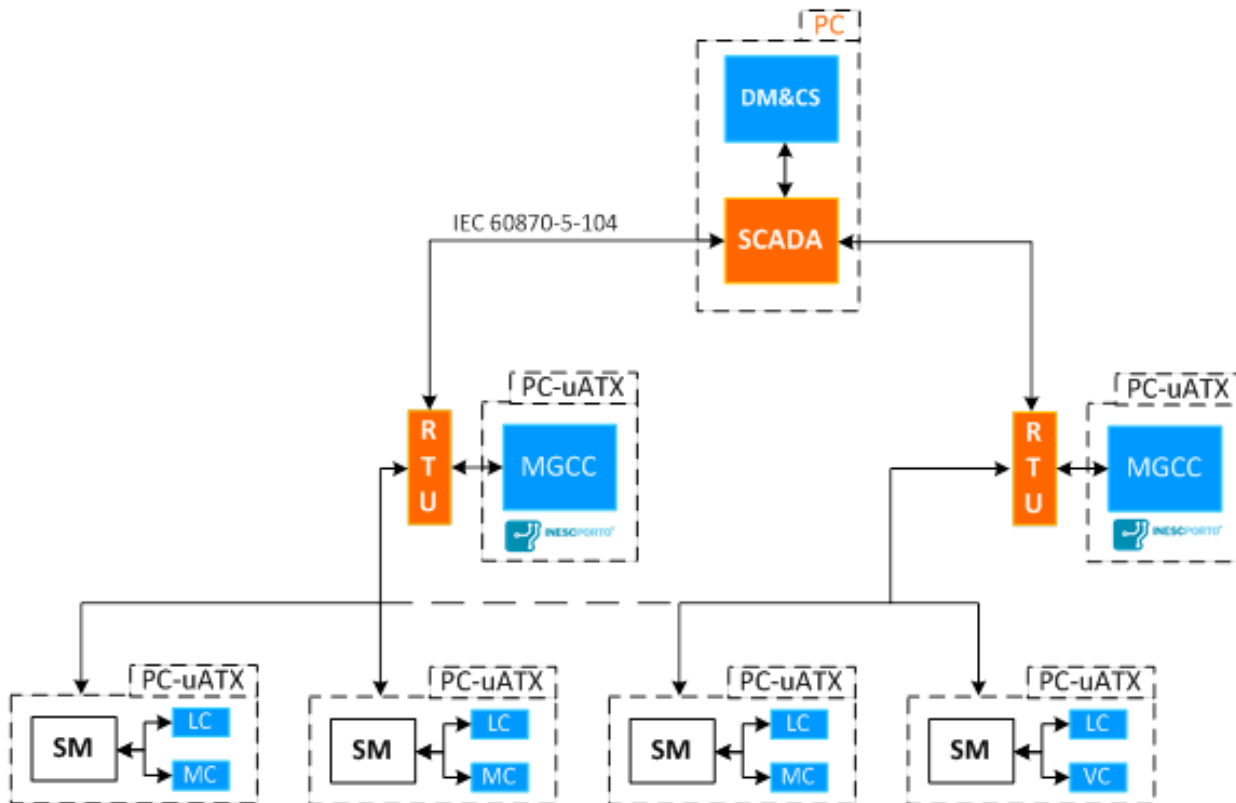 PC
DM&CS
IEC 60870-5-104
SCADA
PC-uATX
PC-uATX
R
T
U
MGCC
R
T
U
MGCC
INESCPORTO
INESCPORTO
PC-uATX
PC-uATX
PC-uATX
PC-uATX
SM
LC
MC
SM
LC
MC
SM
LC
MC
SM
LC
VC